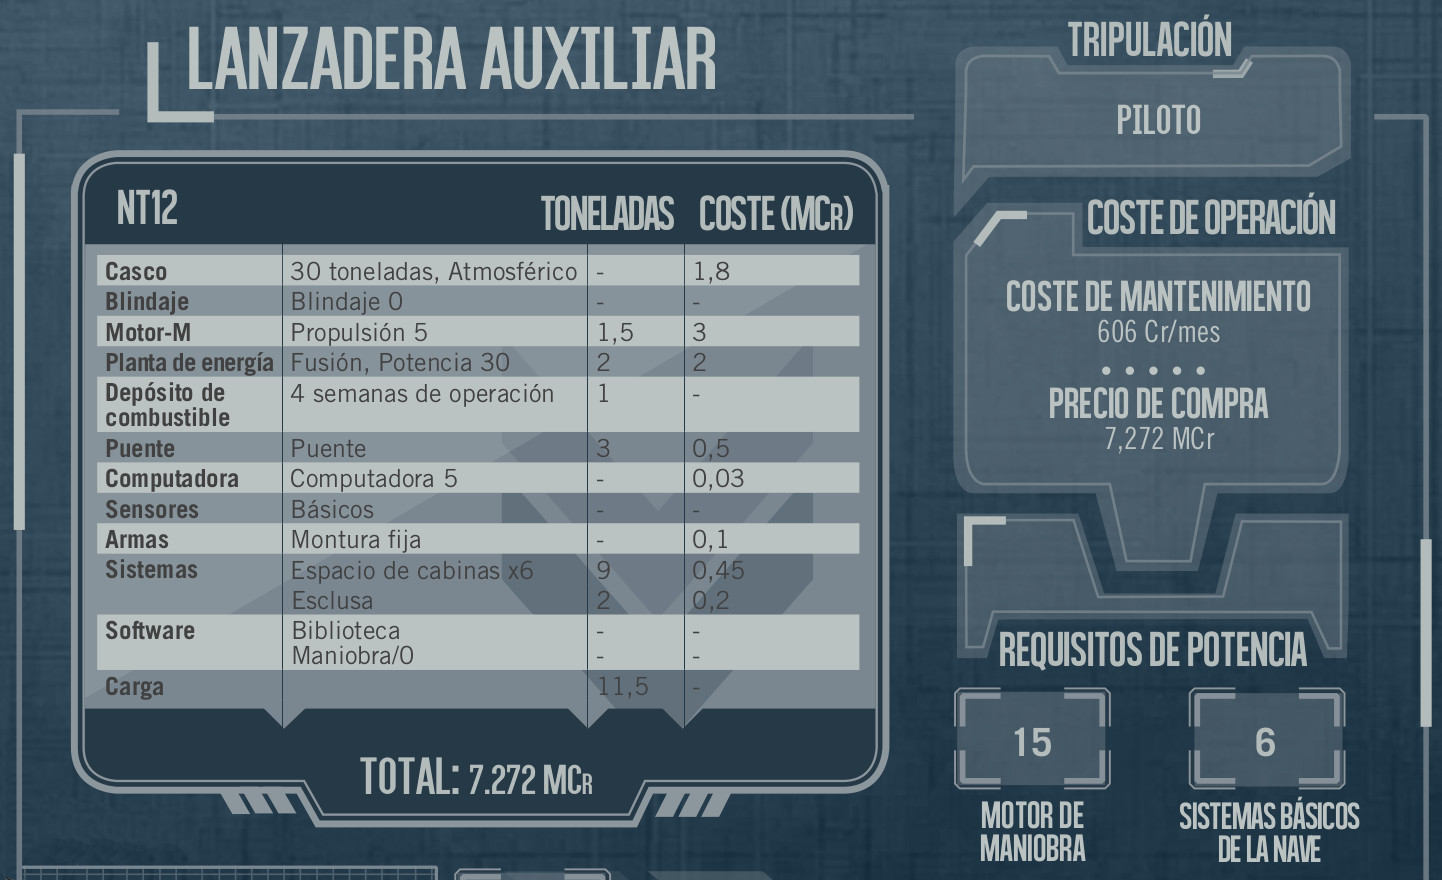 LANZADERA AUXILIAR
NT12 TONELADAS COSTE (MCR)
Casco 30 toneladas, Atmosférico - 1,8
Blindaje Blindaje 0 - -
Motor-M Propulsión 5 1,5 3
Planta de energía Fusión, Potencia 30 2 2
Depósito de 4 semanas de operación 1 -
combustible
Puente Puente 3 0,5
Computadora Computadora 5 - 0,03
Sensores Básicos - -
Armas Montura fija - 0,1
Sistemas Espacio de cabinas x6 9 0,45
Esclusa 2 0,2
Software Biblioteca - -
Maniobra/0 - -
Carga 11,5 -
TOTAL: 7.272 MCR
TRIPULACIÓN
PILOTO
COSTE DE OPERACIÓN
COSTE DE MANTENIMIENTO
606 Cr/mes
PRECIO DE COMPRA
7,272 MCr
REQUISITOS DE POTENCIA
15
MOTOR DE
MANIOBRA
6
SISTEMAS BÁSICOS
DE LA NAVE